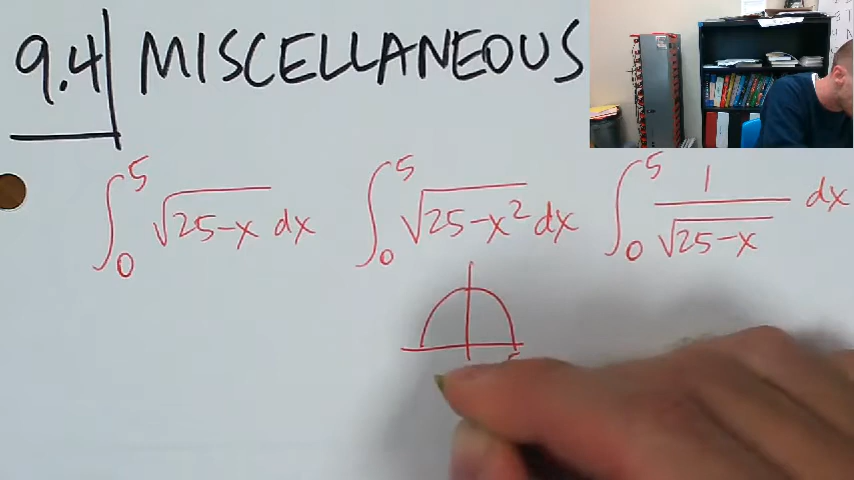 9.4 MISCELLANEOUS
∫₀⁵ √(25-x) dx   ∫₀⁵ √(25-x²) dx   ∫₀⁵ 1/√(25-x) dx